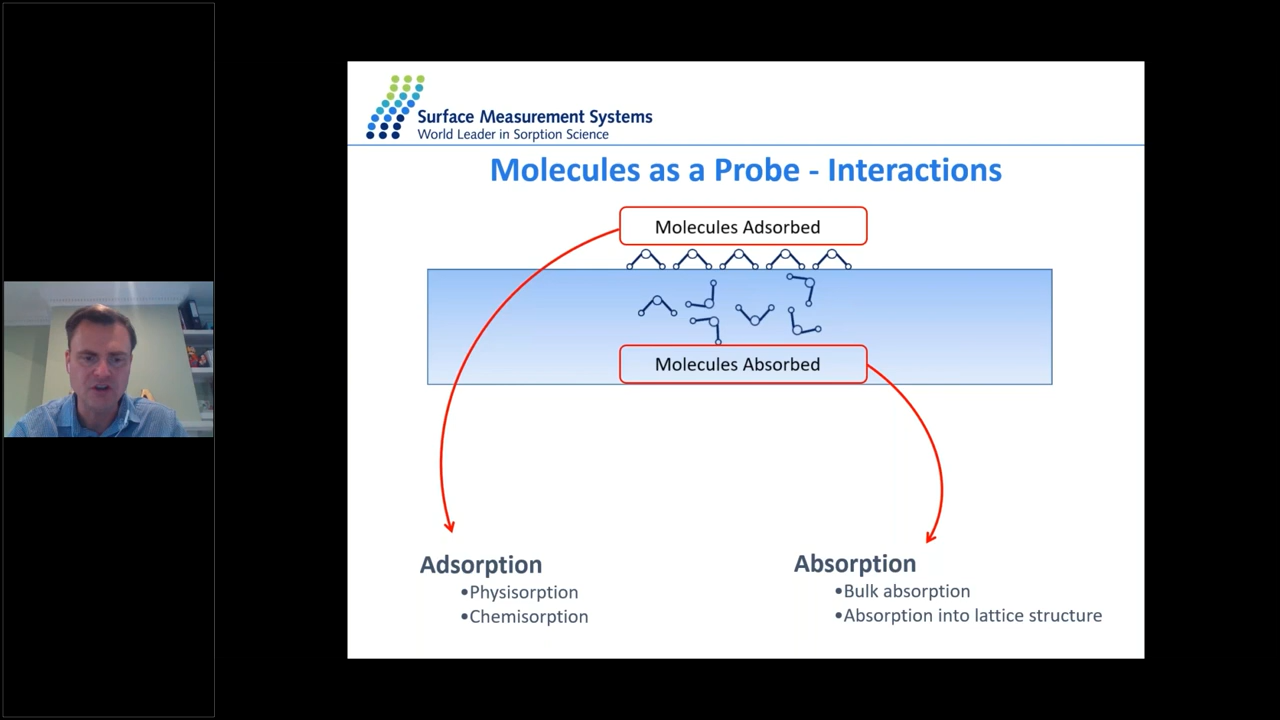 Surface Measurement Systems
World Leader in Sorption Science
Molecules as a Probe - Interactions
Molecules Adsorbed
Molecules Absorbed
Adsorption
•Physisorption
•Chemisorption
Absorption
•Bulk absorption
•Absorption into lattice structure